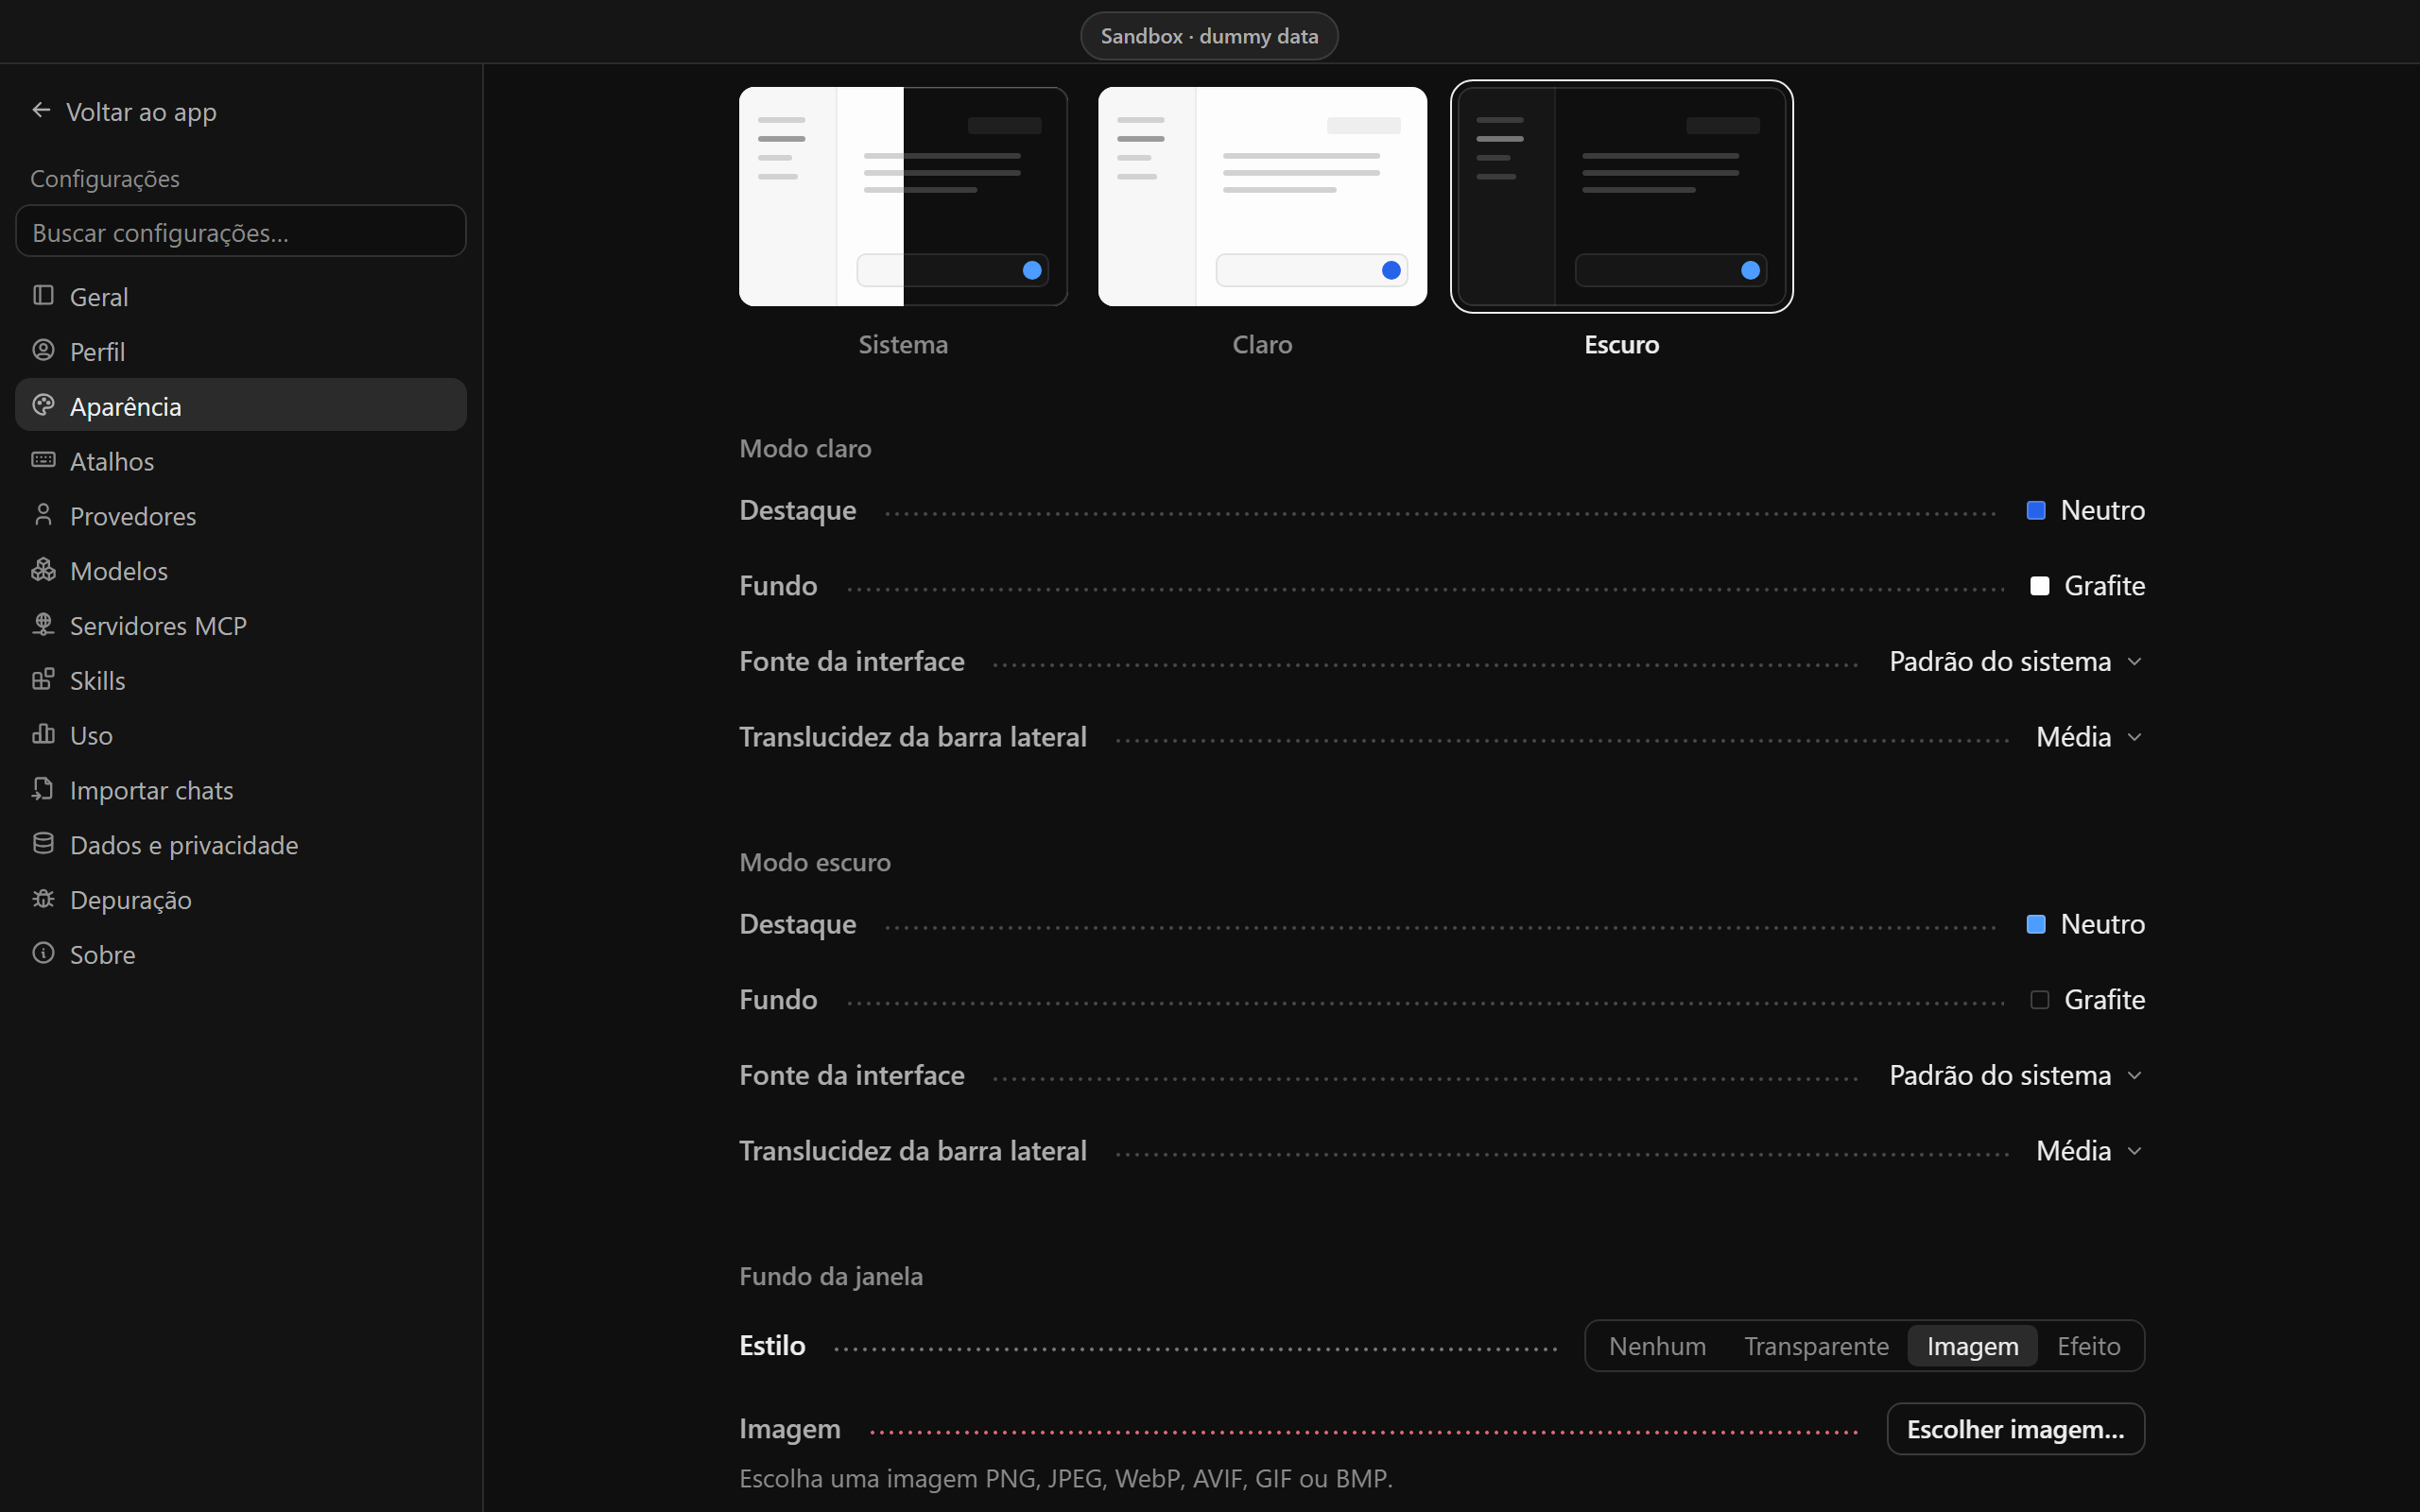 Sandbox · dummy data
Voltar ao app
Configurações
Buscar configurações...
Geral
Perfil
Aparência
Atalhos
Provedores
Modelos
Servidores MCP
Skills
Uso
Importar chats
Dados e privacidade
Depuração
Sobre
Sistema
Claro
Escuro
Modo claro
Destaque Neutro
Fundo Grafite
Fonte da interface Padrão do sistema
Translucidez da barra lateral Média
Modo escuro
Destaque Neutro
Fundo Grafite
Fonte da interface Padrão do sistema
Translucidez da barra lateral Média
Fundo da janela
Estilo Nenhum Transparente Imagem Efeito
Imagem Escolher imagem...
Escolha uma imagem PNG, JPEG, WebP, AVIF, GIF ou BMP.